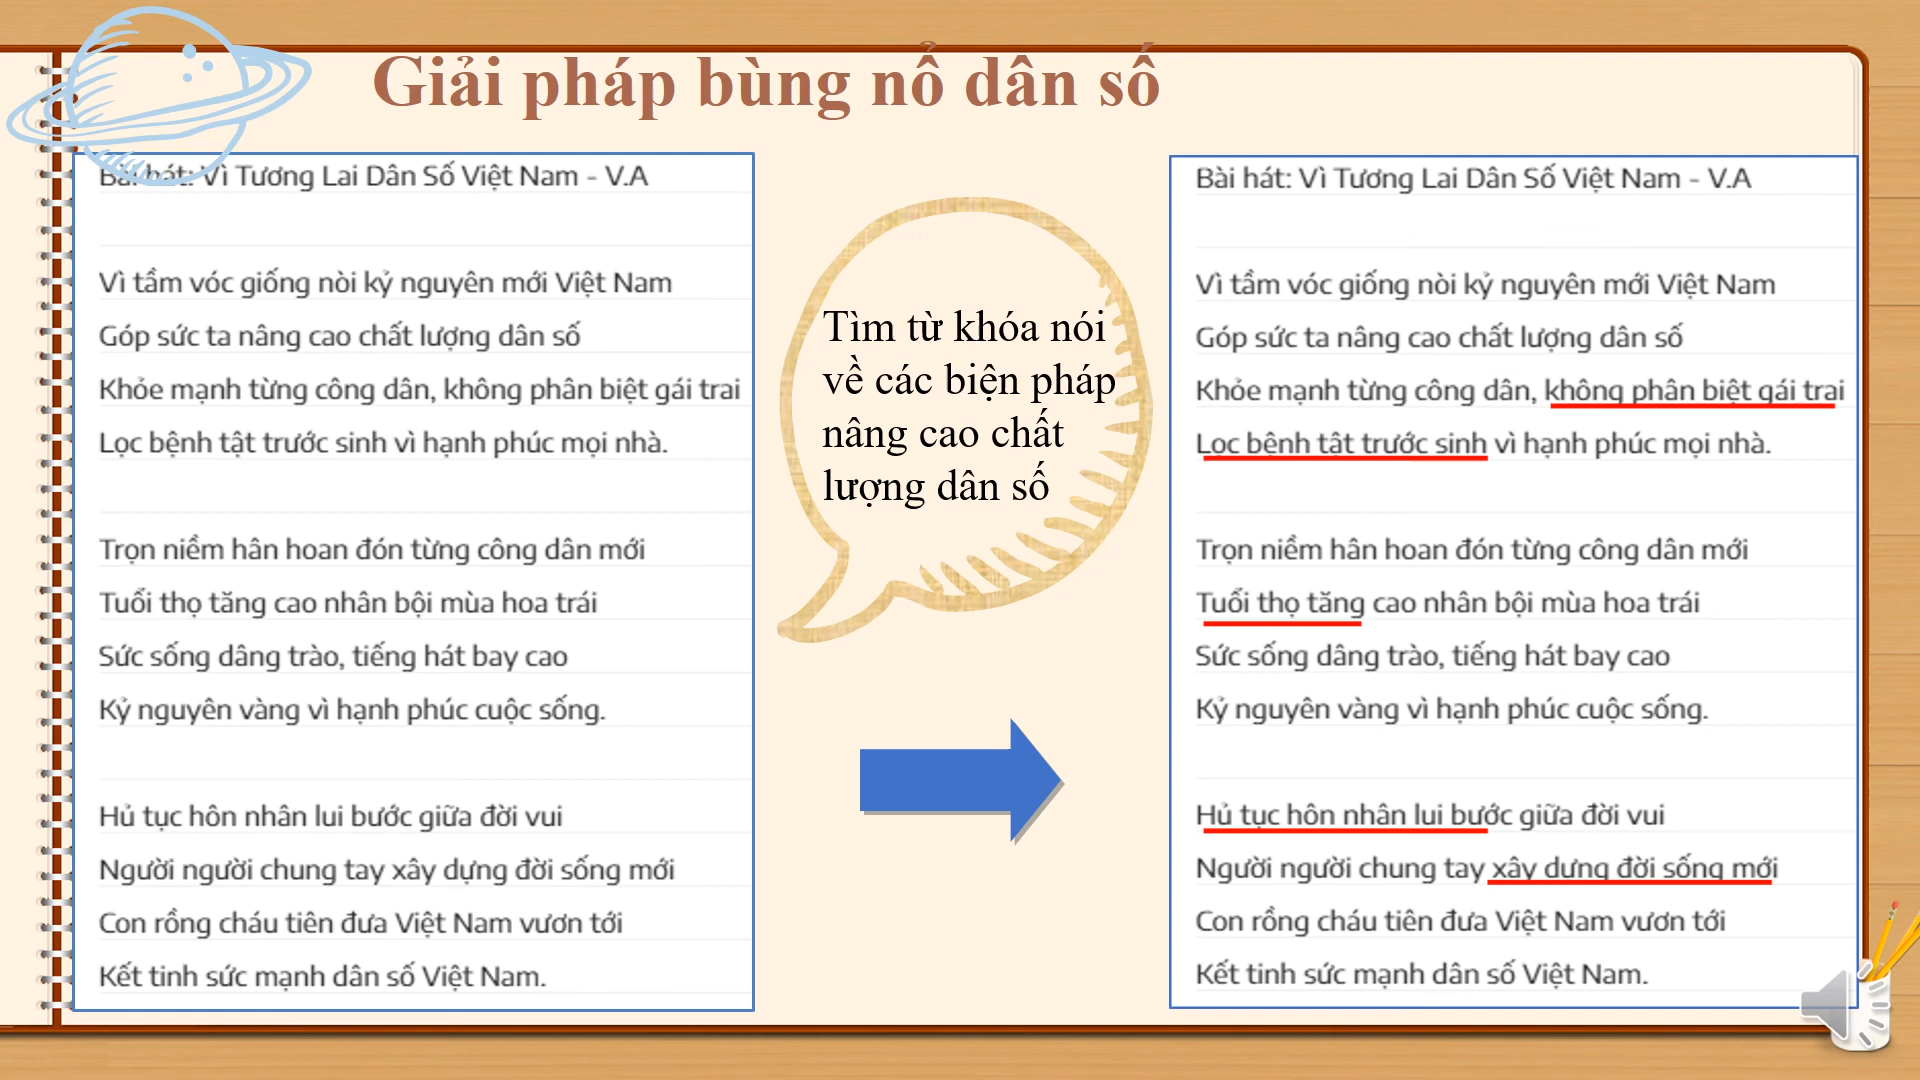 Giải pháp bùng nổ dân số
Bài hát: Vì Tương Lai Dân Số Việt Nam - V.A
Vì tầm vóc giống nòi kỷ nguyên mới Việt Nam
Góp sức ta nâng cao chất lượng dân số
Khỏe mạnh từng công dân, không phân biệt gái trai
Lọc bệnh tật trước sinh vì hạnh phúc mọi nhà.
Trọn niềm hân hoan đón từng công dân mới
Tuổi thọ tăng cao nhân bội mùa hoa trái
Sức sống dâng trào, tiếng hát bay cao
Kỷ nguyên vàng vì hạnh phúc cuộc sống.
Hủ tục hôn nhân lui bước giữa đời vui
Người người chung tay xây dựng đời sống mới
Con rồng cháu tiên đưa Việt Nam vươn tới
Kết tinh sức mạnh dân số Việt Nam.
Tìm từ khóa nói
về các biện pháp
nâng cao chất
lượng dân số
Bài hát: Vì Tương Lai Dân Số Việt Nam - V.A
Vì tầm vóc giống nòi kỷ nguyên mới Việt Nam
Góp sức ta nâng cao chất lượng dân số
Khỏe mạnh từng công dân, không phân biệt gái trai
Lọc bệnh tật trước sinh vì hạnh phúc mọi nhà.
Trọn niềm hân hoan đón từng công dân mới
Tuổi thọ tăng cao nhân bội mùa hoa trái
Sức sống dâng trào, tiếng hát bay cao
Kỷ nguyên vàng vì hạnh phúc cuộc sống.
Hủ tục hôn nhân lui bước giữa đời vui
Người người chung tay xây dựng đời sống mới
Con rồng cháu tiên đưa Việt Nam vươn tới
Kết tinh sức mạnh dân số Việt Nam.